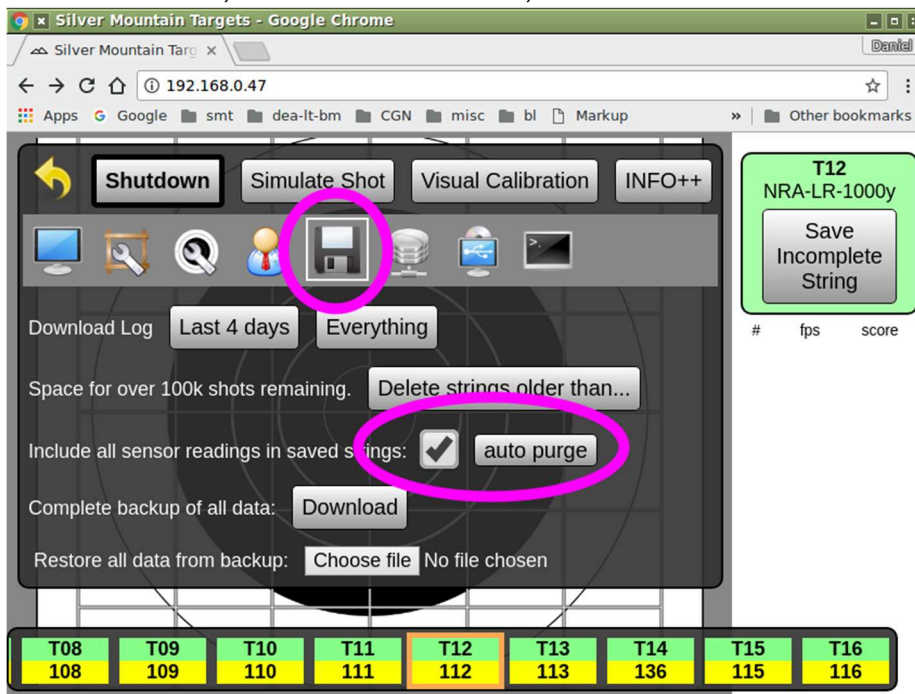 Silver Mountain Targets - Google Chrome
Silver Mountain Targ
Daniel
192.168.0.47
Apps Google smt dea-lt-bm CGN misc bl Markup » Other bookmarks
Shutdown Simulate Shot Visual Calibration INFO++
Download Log Last 4 days Everything
Space for over 100k shots remaining. Delete strings older than...
Include all sensor readings in saved strings: auto purge
Complete backup of all data: Download
Restore all data from backup: Choose file No file chosen
T12
NRA-LR-1000y
Save
Incomplete
String
# fps score
T08 T09 T10 T11 T12 T13 T14 T15 T16
108 109 110 111 112 113 136 115 116